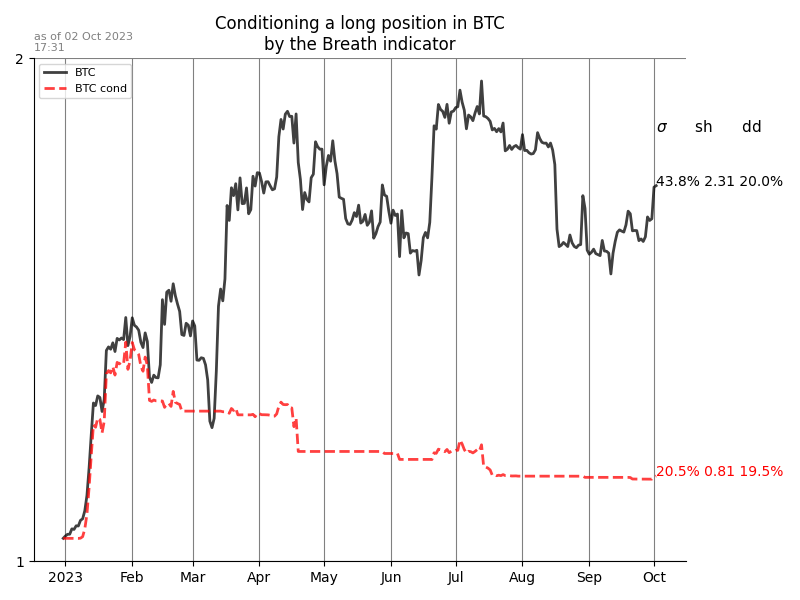 Conditioning a long position in BTC
by the Breath indicator
as of 02 Oct 2023
17:31
2
BTC
BTC cond
σ sh dd
43.8% 2.31 20.0%
20.5% 0.81 19.5%
1
2023 Feb Mar Apr May Jun Jul Aug Sep Oct